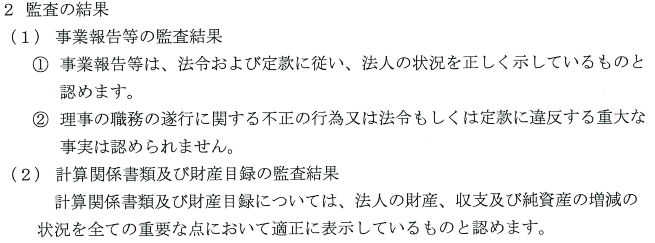 2 監査の結果
(1) 事業報告等の監査結果
① 事業報告等は、法令および定款に従い、法人の状況を正しく示しているものと
認めます。
② 理事の職務の遂行に関する不正の行為又は法令もしくは定款に違反する重大な
事実は認められません。
(2) 計算関係書類及び財産目録の監査結果
計算関係書類及び財産目録については、法人の財産、収支及び純資産の増減の
状況を全ての重要な点において適正に表示しているものと認めます。